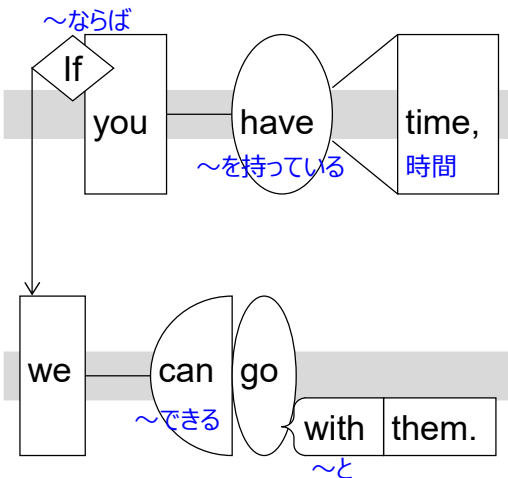 ～ならば
If you have time,
～を持っている 時間
we can go
～できる
with them.
～と